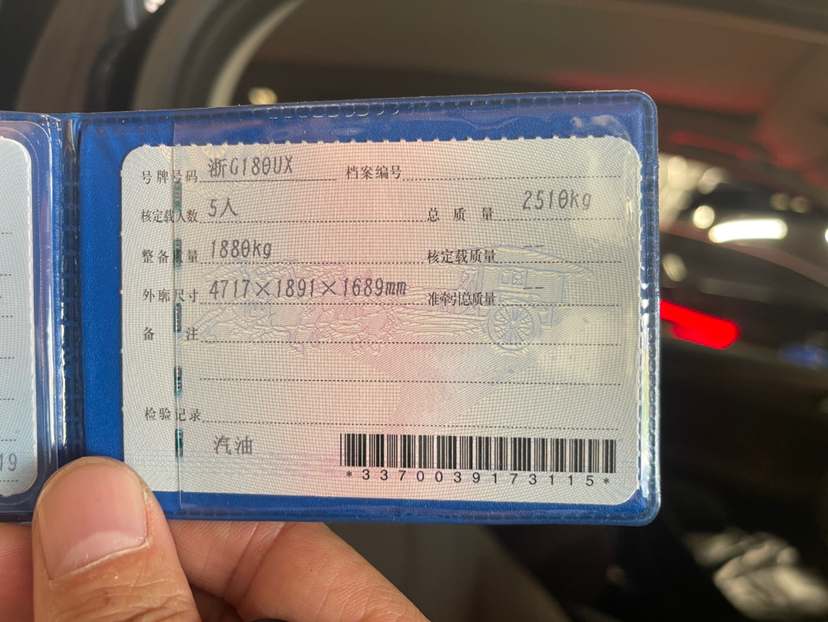 号牌号码 浙G180UX 档案编号
核定载人数 5人 总质量 2510kg
整备质量 1880kg 核定载质量 --
外廓尺寸 4717×1891×1689mm 准牵引总质量 --
备注
检验记录
汽油
*3370039173115*
19